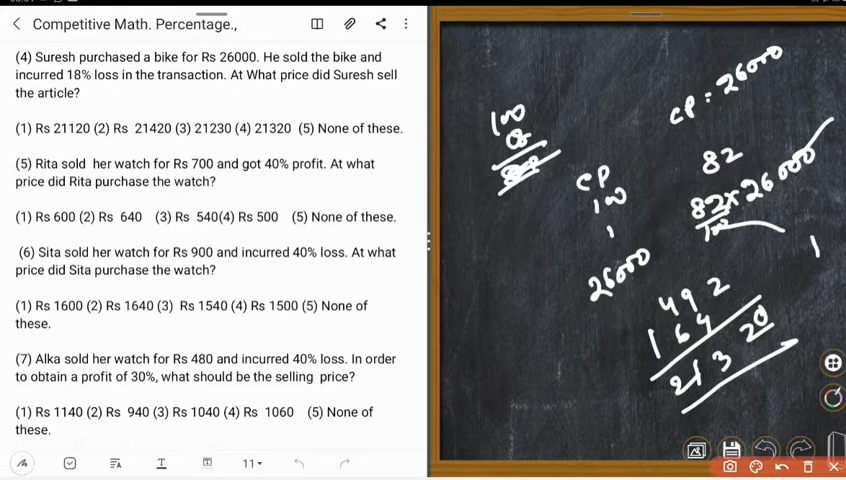 Competitive Math. Percentage.,
(4) Suresh purchased a bike for Rs 26000. He sold the bike and
incurred 18% loss in the transaction. At What price did Suresh sell
the article?
(1) Rs 21120 (2) Rs 21420 (3) 21230 (4) 21320 (5) None of these.
(5) Rita sold her watch for Rs 700 and got 40% profit. At what
price did Rita purchase the watch?
(1) Rs 600 (2) Rs 640 (3) Rs 540(4) Rs 500 (5) None of these.
(6) Sita sold her watch for Rs 900 and incurred 40% loss. At what
price did Sita purchase the watch?
(1) Rs 1600 (2) Rs 1640 (3) Rs 1540 (4) Rs 1500 (5) None of
these.
(7) Alka sold her watch for Rs 480 and incurred 40% loss. In order
to obtain a profit of 30%, what should be the selling price?
(1) Rs 1140 (2) Rs 940 (3) Rs 1040 (4) Rs 1060 (5) None of
these.
11
CP = 26000
100
82
CP
100
82 x 26000
100
1
1
26000
492
164
21320